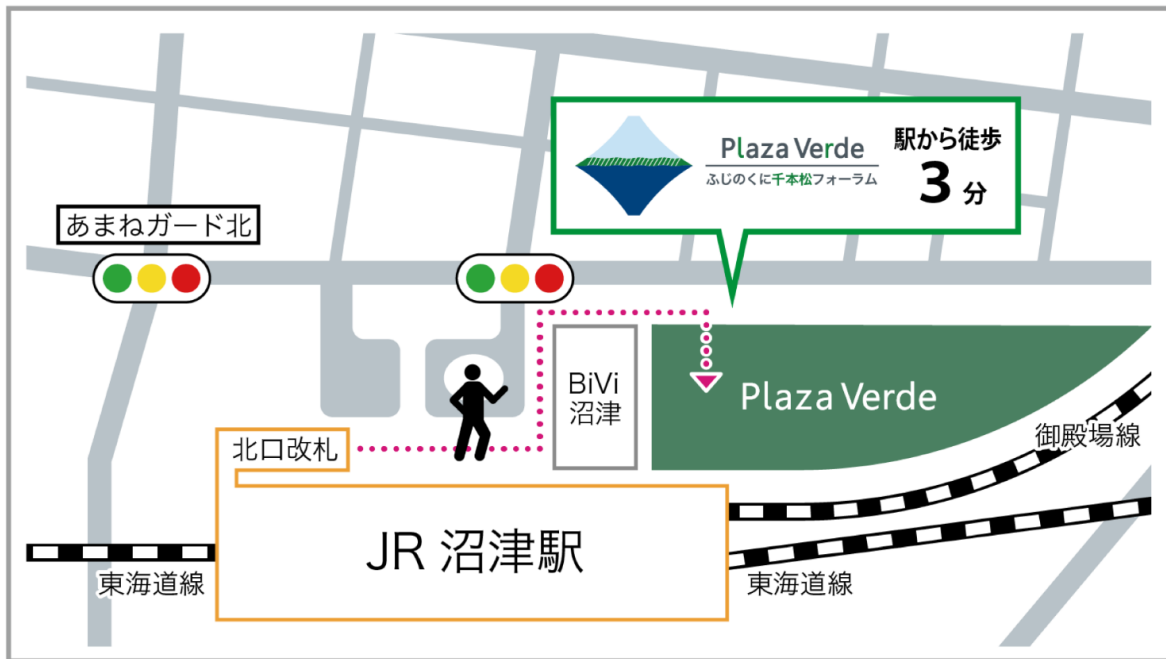 あまねガード北
Plaza Verde
ふじのくに千本松フォーラム
駅から徒歩
3分
BiVi
沼津
Plaza Verde
北口改札
御殿場線
JR 沼津駅
東海道線
東海道線